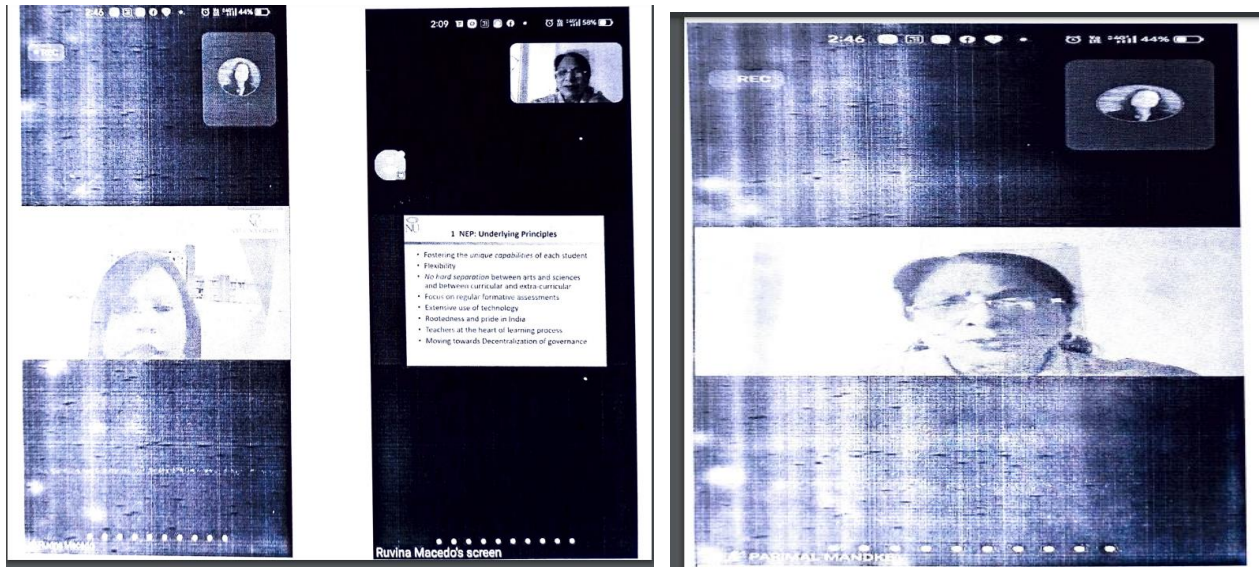 2:46
44%
REC
2:09
58%
NU
1 NEP: Underlying Principles
• Fostering the unique capabilities of each student
• Flexibility
• No hard separation between arts and sciences
and between curricular and extra-curricular
• Focus on regular formative assessments
• Extensive use of technology
• Rootedness and pride in India
• Teachers at the heart of learning process
• Moving towards Decentralization of governance
Ruvina Macedo's screen
2:46
44%
REC
PARIMAL